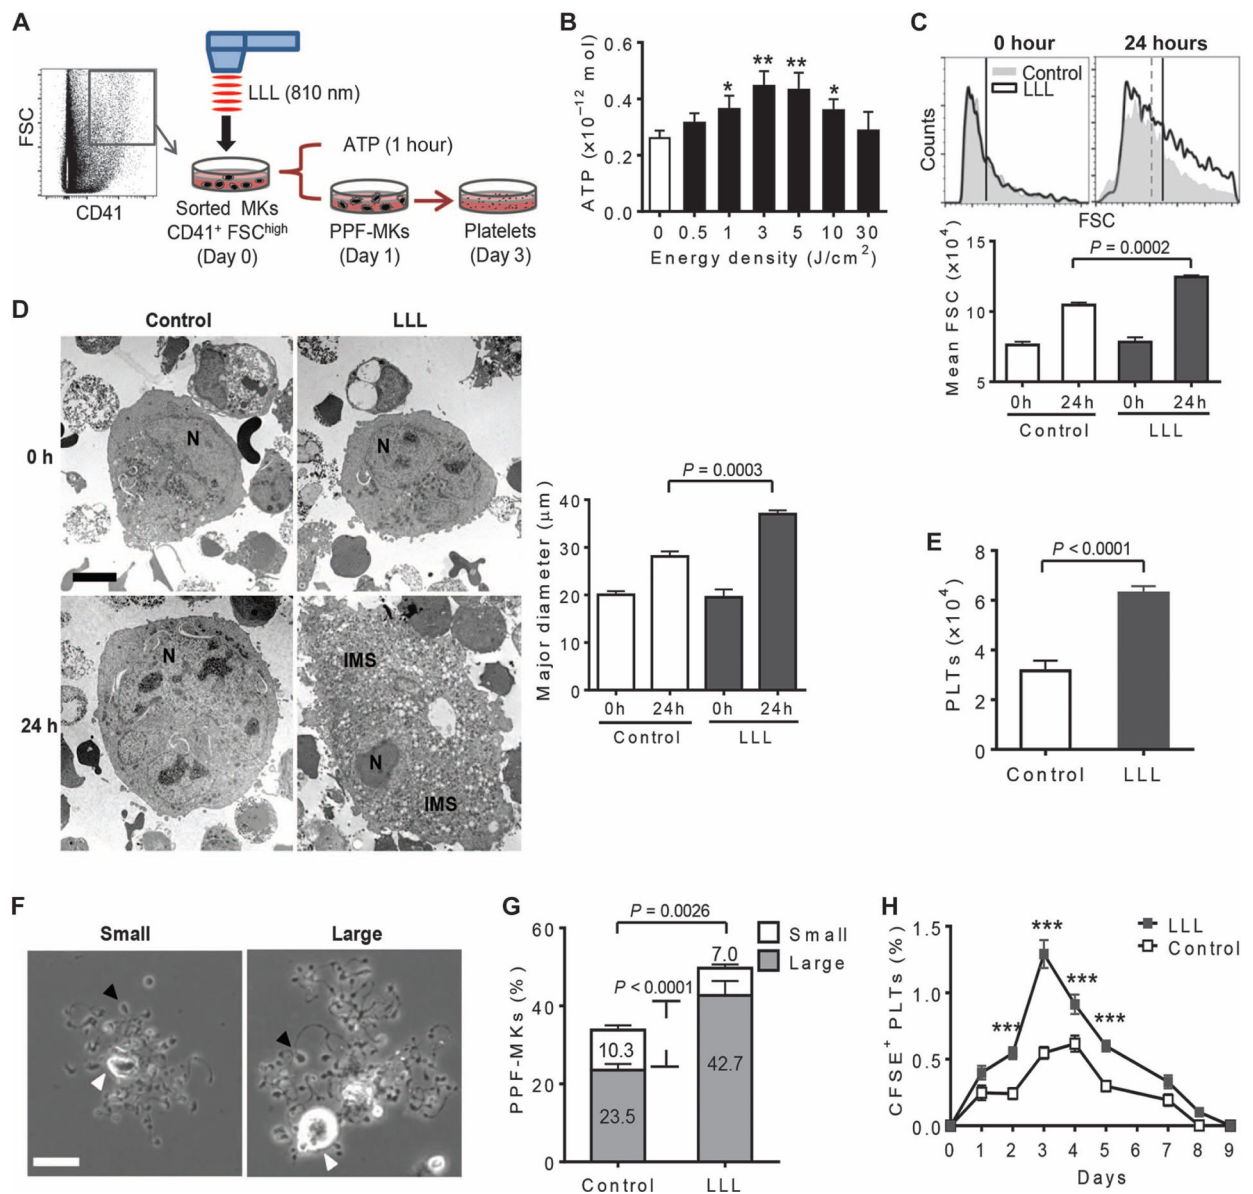 A
FSC
CD41
LLL (810 nm)
ATP (1 hour)
Sorted MKs
CD41⁺ FSCʰⁱᵍʰ
(Day 0)
PPF-MKs
(Day 1)
Platelets
(Day 3)
B
ATP (×10⁻¹² mol)
0.6
0.4
0.2
0.0
* ** ** *
0 0.5 1 3 5 10 30
Energy density (J/cm²)
C
0 hour
24 hours
Control
LLL
Counts
FSC
Mean FSC (×10⁴)
15
10
5
P = 0.0002
0h 24h 0h 24h
Control LLL
D
Control LLL
0 h
N
N
24 h
N
IMS
N
IMS
Major diameter (μm)
40
30
20
10
0
P = 0.0003
0h 24h 0h 24h
Control LLL
E
PLTs (×10⁴)
8
6
4
2
0
P < 0.0001
Control LLL
F
Small Large
G
PPF-MKs (%)
60
40
20
0
P = 0.0026
P < 0.0001
Small
Large
10.3
23.5
7.0
42.7
Control LLL
H
CFSE⁺ PLTs (%)
1.5
1.0
0.5
0.0
LLL
Control
*** *** *** ***
0 1 2 3 4 5 6 7 8 9
Days